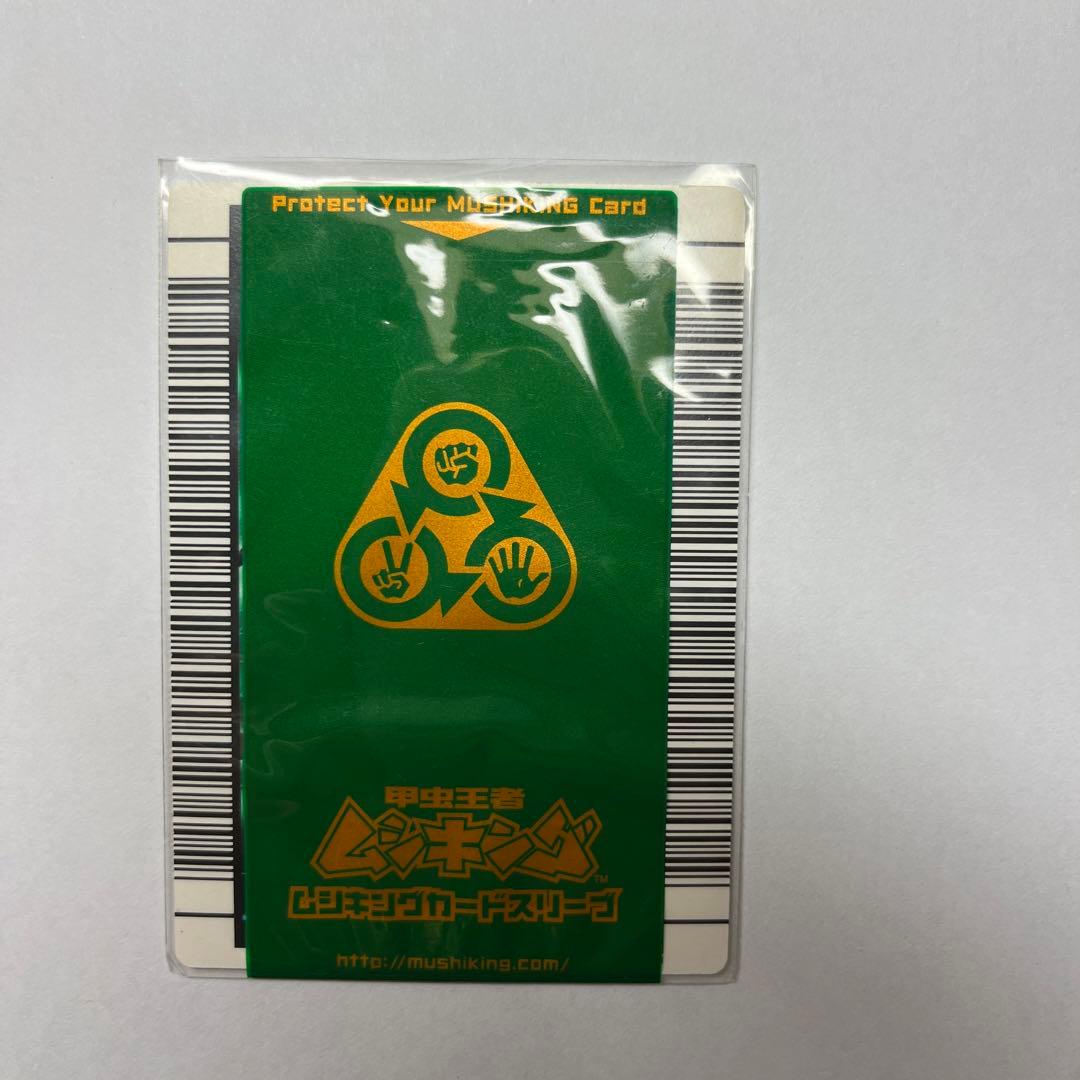 Protect Your MUSHIKING Card
甲虫王者
ムシキング
TM
ムシキングカードスリーブ
http://mushiking.com/